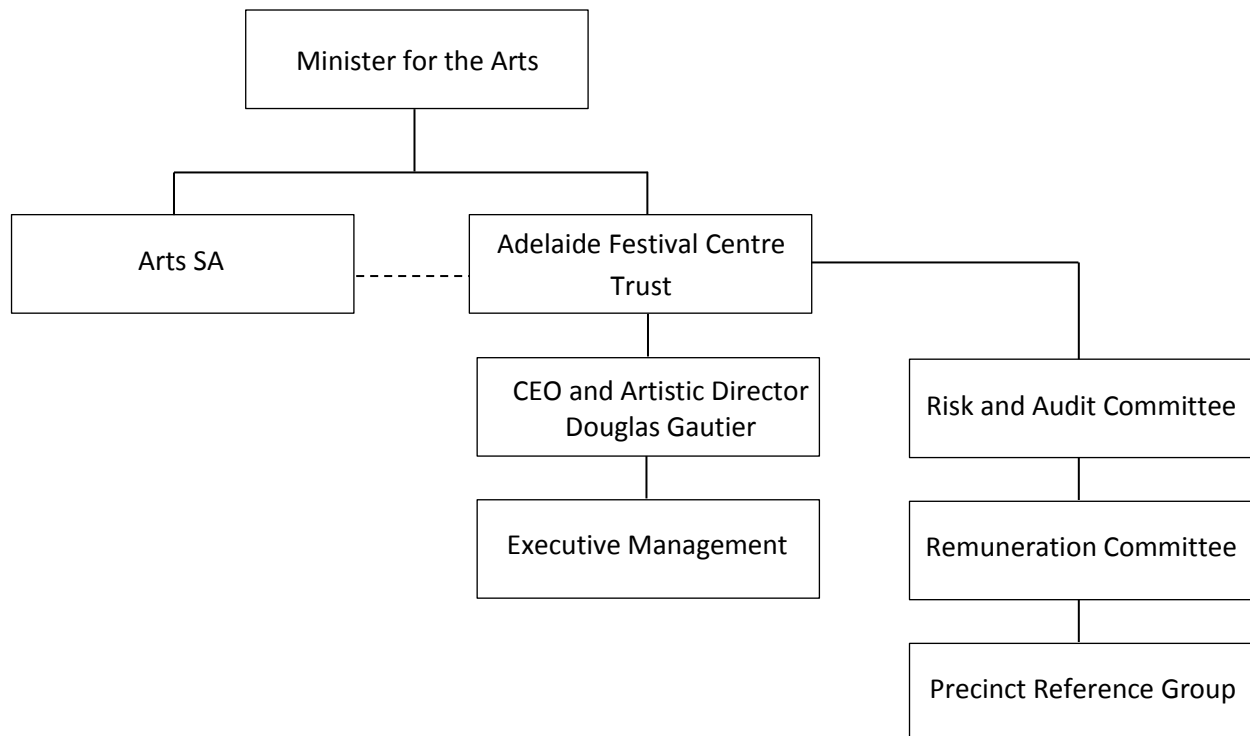 Minister for the Arts
Arts SA
Adelaide Festival Centre
Trust
CEO and Artistic Director
Douglas Gautier
Executive Management
Risk and Audit Committee
Remuneration Committee
Precinct Reference Group